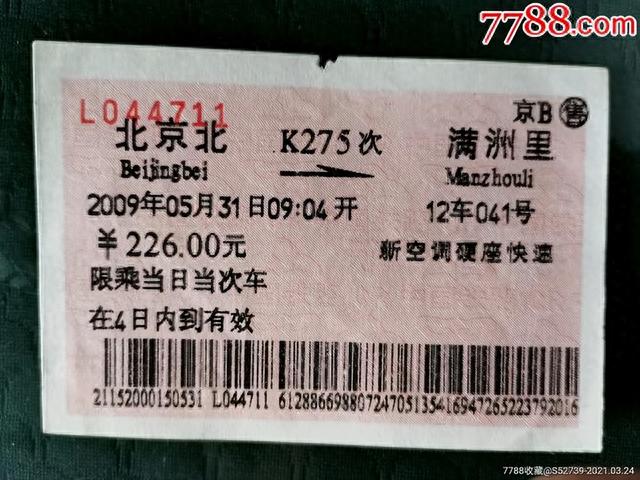 7788.com
L044711
京B 售
北京北 K275次 满洲里
Beijingbei Manzhouli
2009年05月31日09:04开 12车041号
¥226.00元 新空调硬座快速
限乘当日当次车
在4日内到有效
21152000150531 L044711 6128866988072470513541694726522379​2016
7788收藏@S52739-2021.03.24